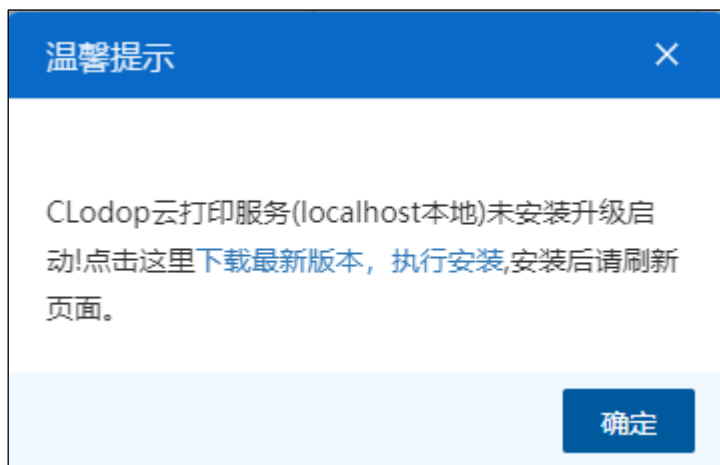 温馨提示
CLodop云打印服务(localhost本地)未安装升级启
动!点击这里下载最新版本，执行安装,安装后请刷新
页面。
确定